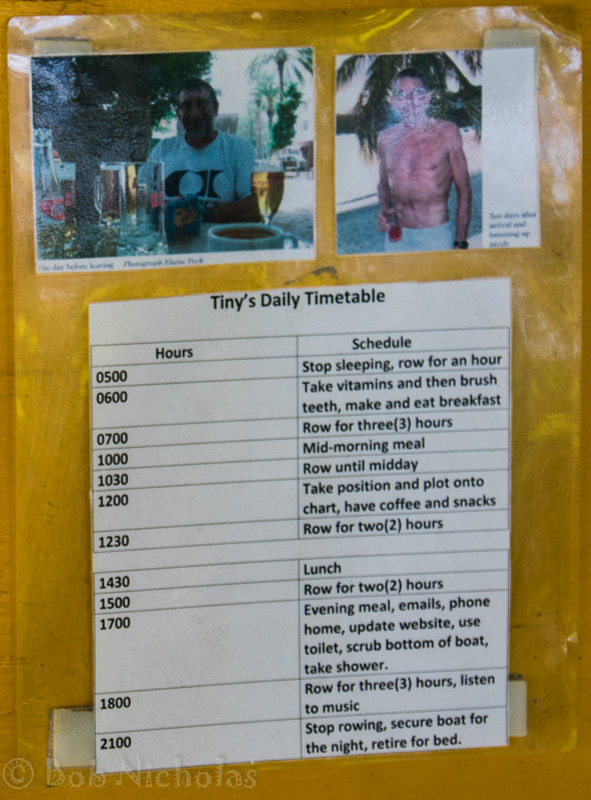 The day before leaving Photograph Elaine Peek
Ten days after
arrival and
loosening up
nicely
Tiny's Daily Timetable
Hours Schedule
0500 Stop sleeping, row for an hour
0600 Take vitamins and then brush
teeth, make and eat breakfast
0700 Row for three(3) hours
1000 Mid-morning meal
1030 Row until midday
1200 Take position and plot onto
chart, have coffee and snacks
1230 Row for two(2) hours
1430 Lunch
1500 Row for two(2) hours
1700 Evening meal, emails, phone
home, update website, use
toilet, scrub bottom of boat,
take shower.
1800 Row for three(3) hours, listen
to music
2100 Stop rowing, secure boat for
the night, retire for bed.
© Bob Nicholas